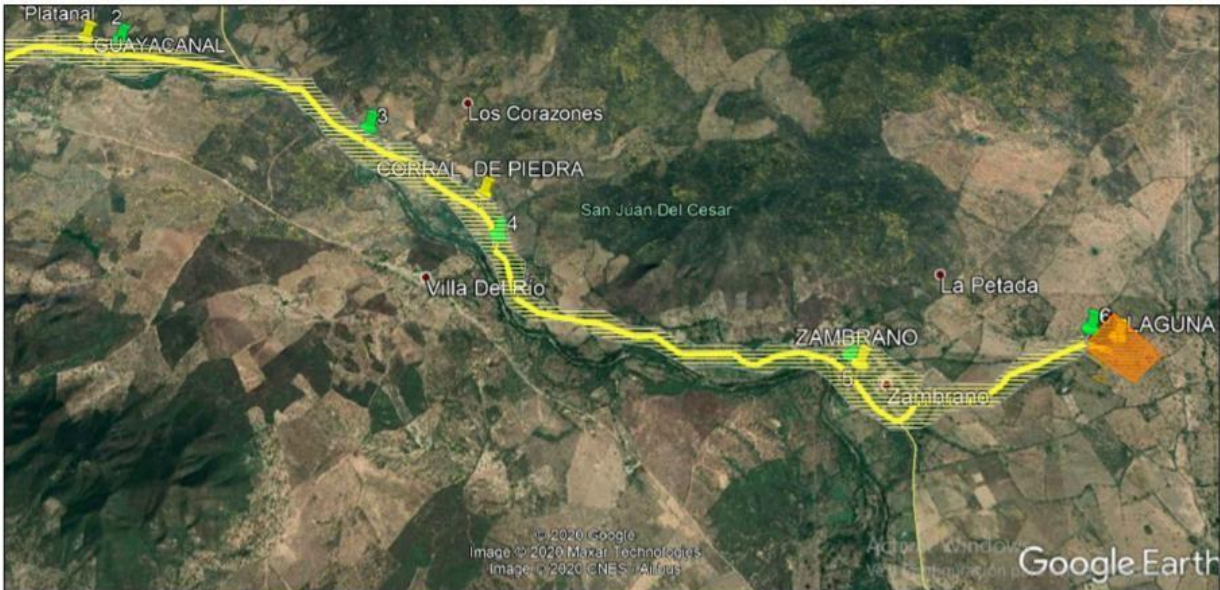 Platanal 2
GUAYACANAL
3
Los Corazones
CORRAL DE PIEDRA
San Juan Del Cesar
4
Villa Del Río
La Petada
6
LAGUNA
ZAMBRANO
5
Zambrano
© 2020 Google
Image © 2020 Maxar Technologies
Image © 2020 CNES / Airbus
Google Earth